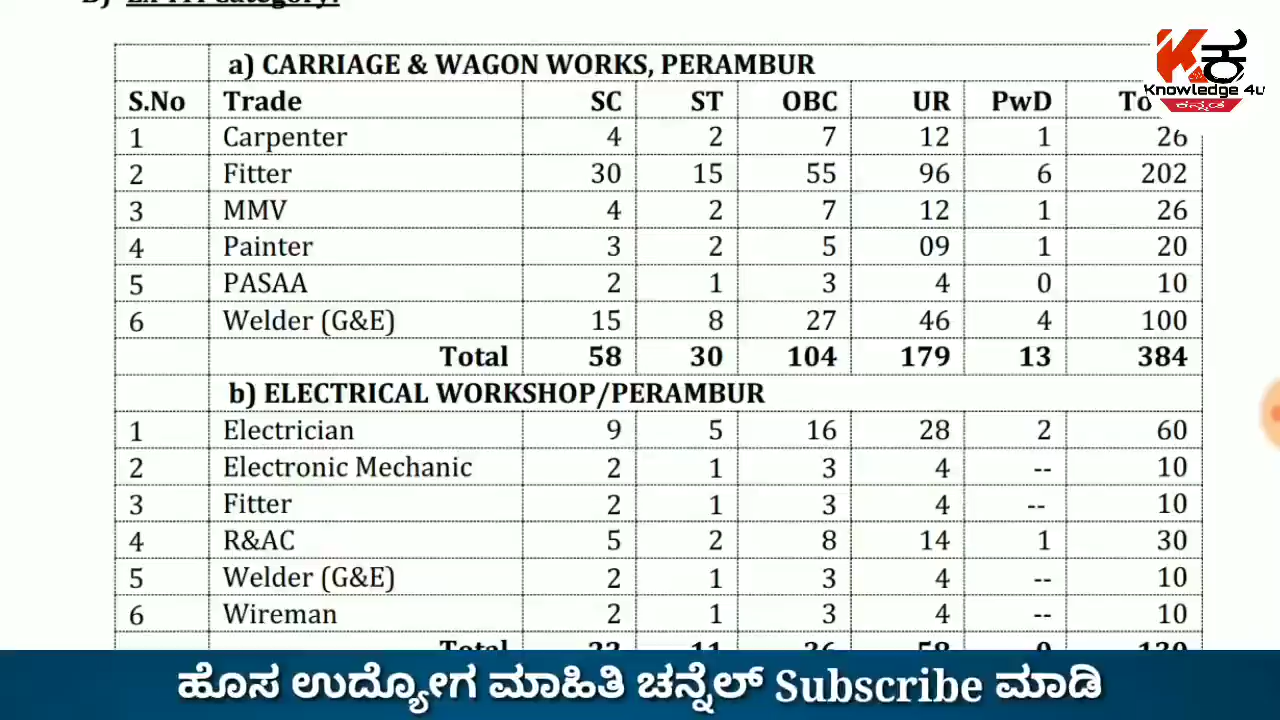 a) CARRIAGE & WAGON WORKS, PERAMBUR
S.No Trade SC ST OBC UR PwD
1 Carpenter 4 2 7 12 1 26
2 Fitter 30 15 55 96 6 202
3 MMV 4 2 7 12 1 26
4 Painter 3 2 5 09 1 20
5 PASAA 2 1 3 4 0 10
6 Welder (G&E) 15 8 27 46 4 100
Total 58 30 104 179 13 384
b) ELECTRICAL WORKSHOP/PERAMBUR
1 Electrician 9 5 16 28 2 60
2 Electronic Mechanic 2 1 3 4 -- 10
3 Fitter 2 1 3 4 -- 10
4 R&AC 5 2 8 14 1 30
5 Welder (G&E) 2 1 3 4 -- 10
6 Wireman 2 1 3 4 -- 10
Knowledge 4u
ಕನ್ನಡ
ಹೊಸ ಉದ್ಯೋಗ ಮಾಹಿತಿ ಚನ್ನೆಲ್ Subscribe ಮಾಡಿ